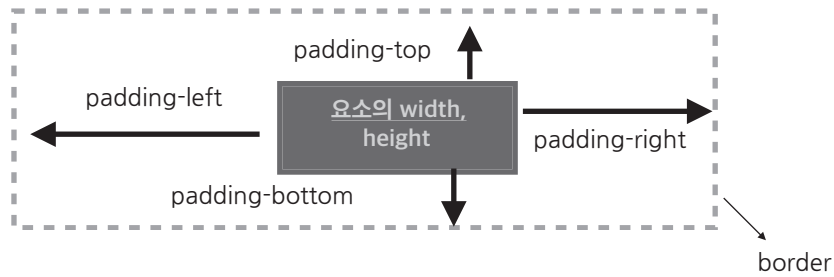 padding-top
padding-left
요소의 width,
height
padding-right
padding-bottom
border